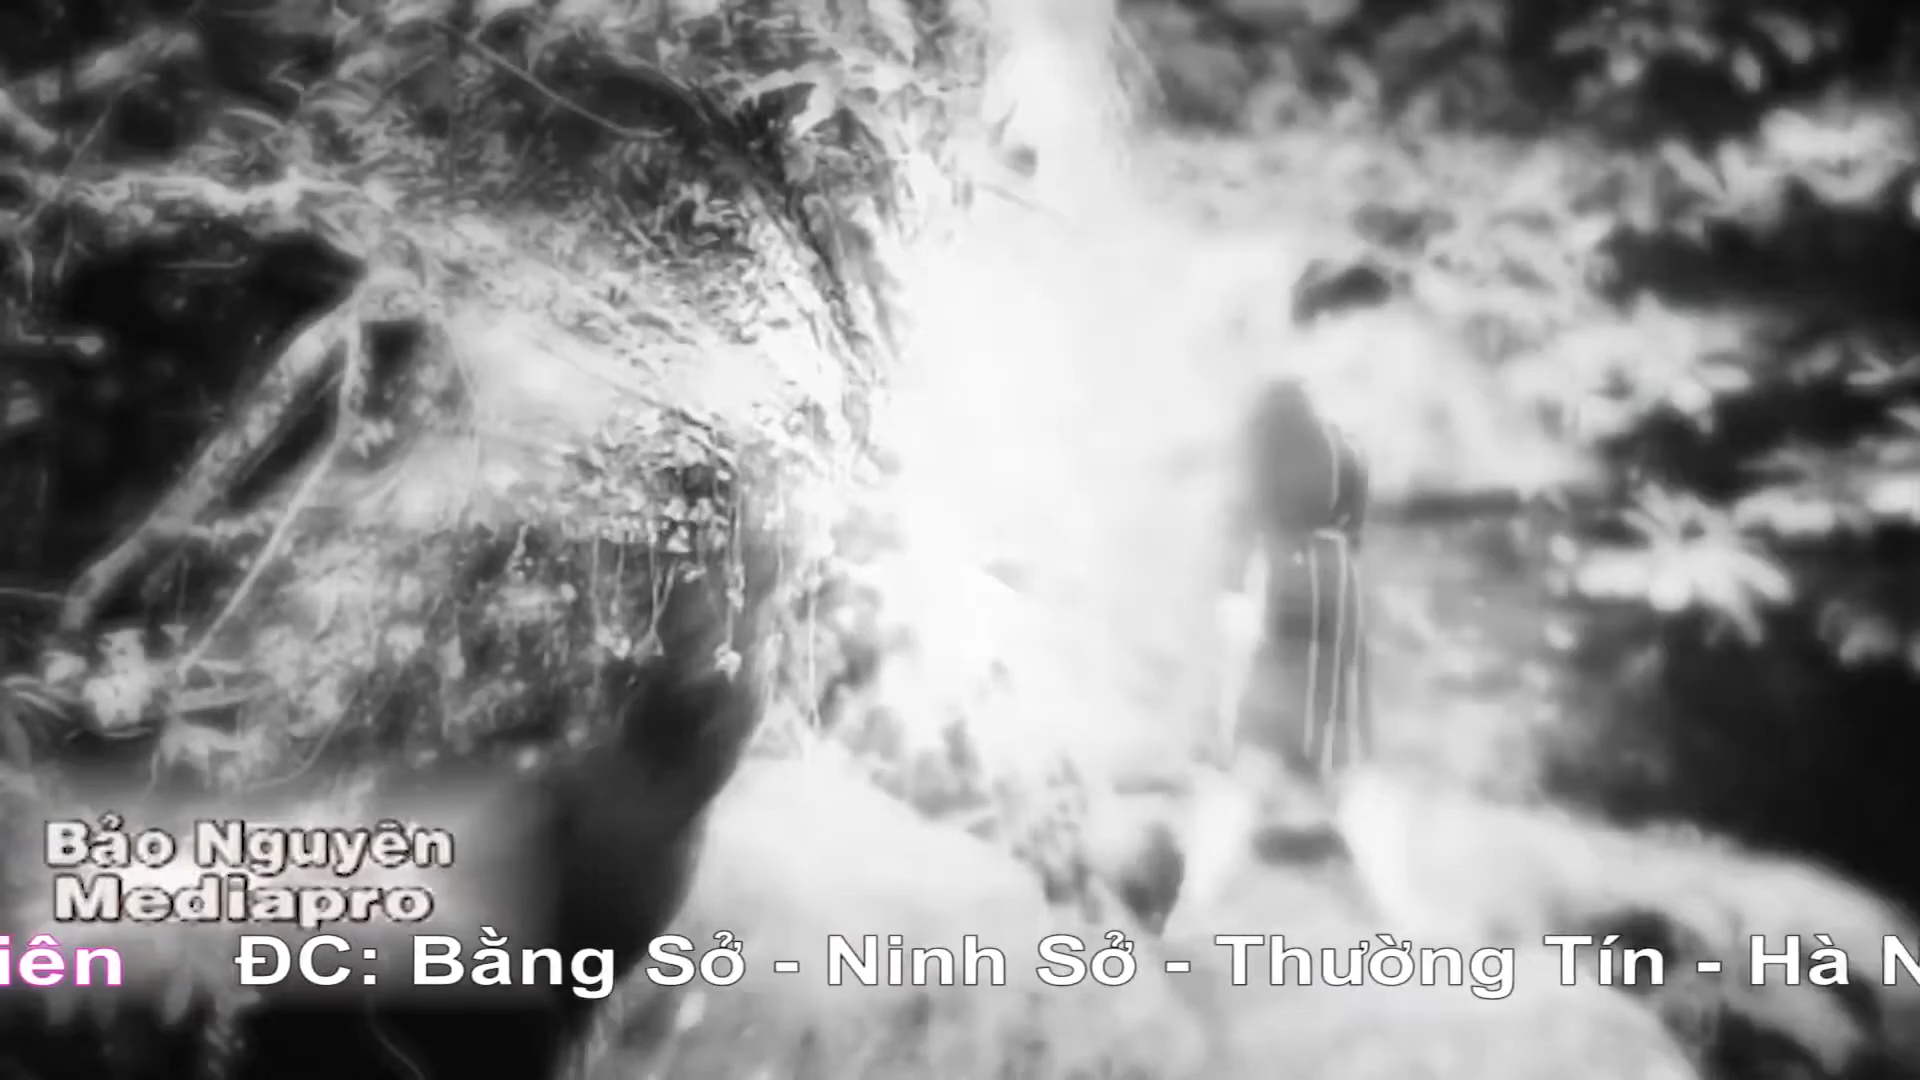 Bảo Nguyên
Mediapro
iên ĐC: Bằng Sở - Ninh Sở - Thường Tín - Hà N